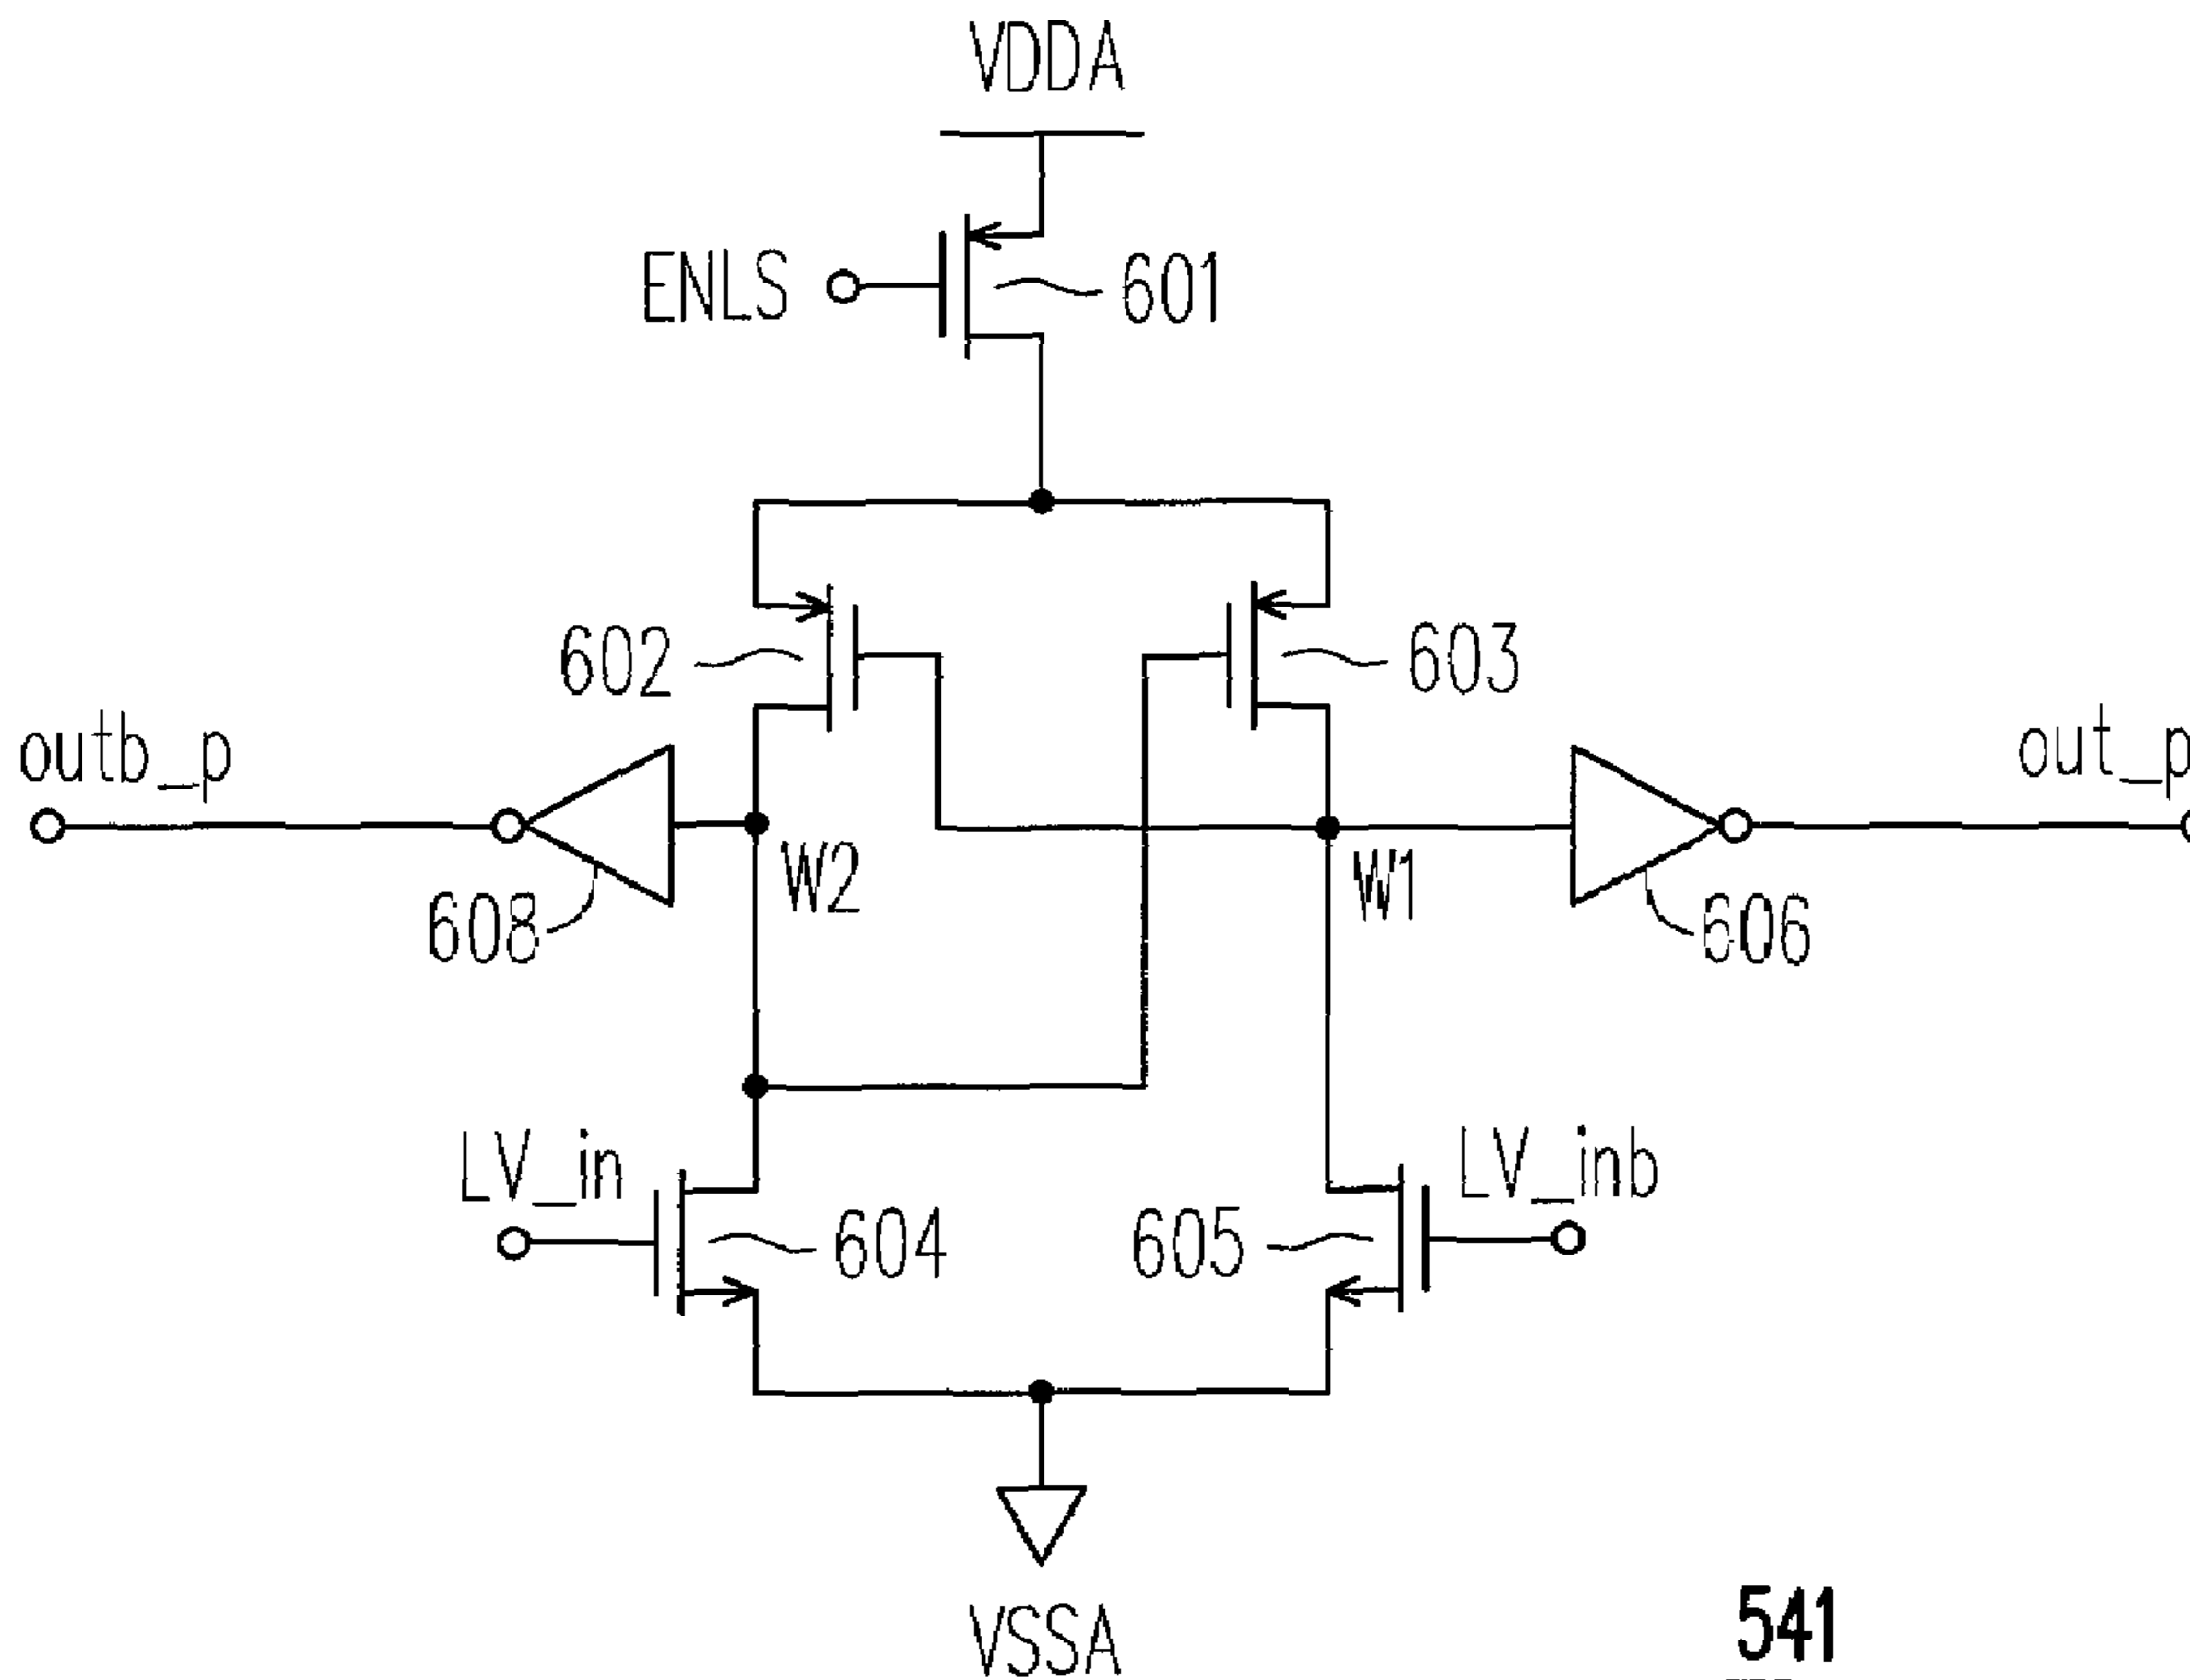 VDDA
ENLS
601
602
603
outb_p
out_p
W2
W1
608
606
LV_in
LV_inb
604
605
VSSA
541